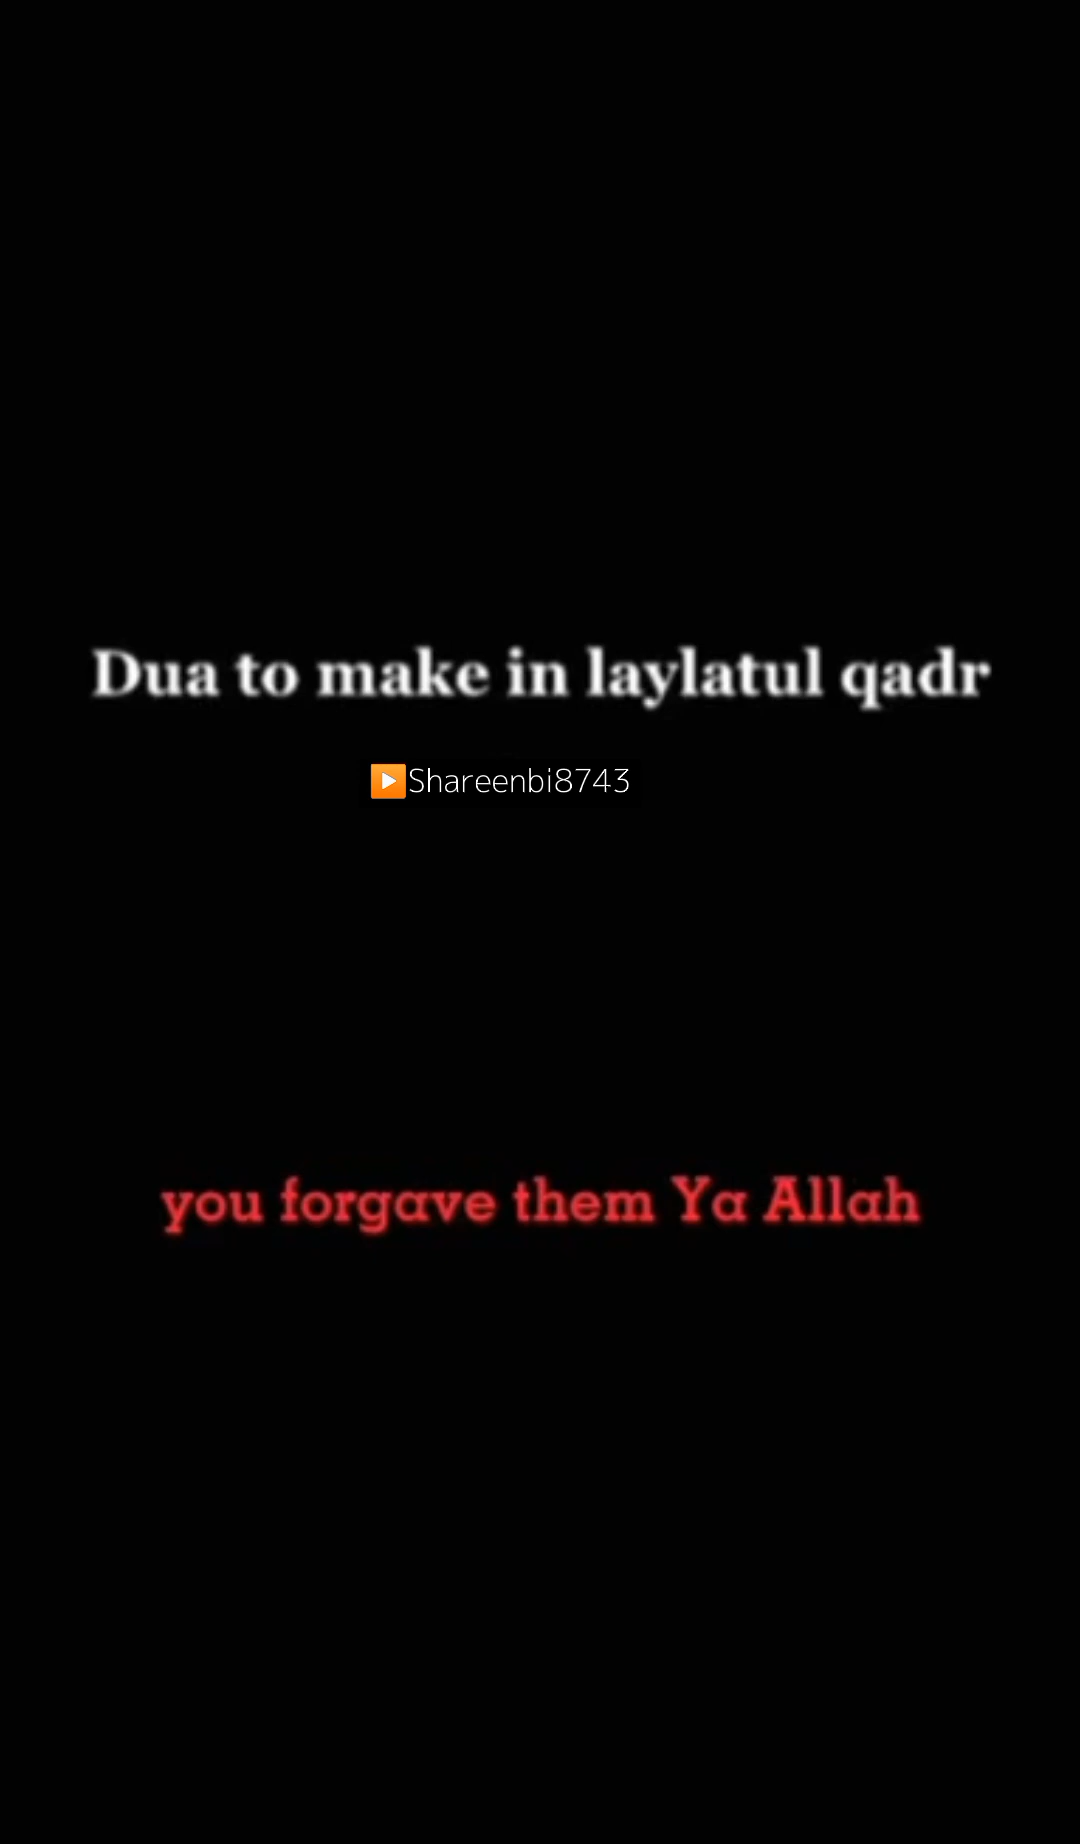 Dua to make in laylatul qadr
▶️Shareenbi8743
you forgave them Ya Allah